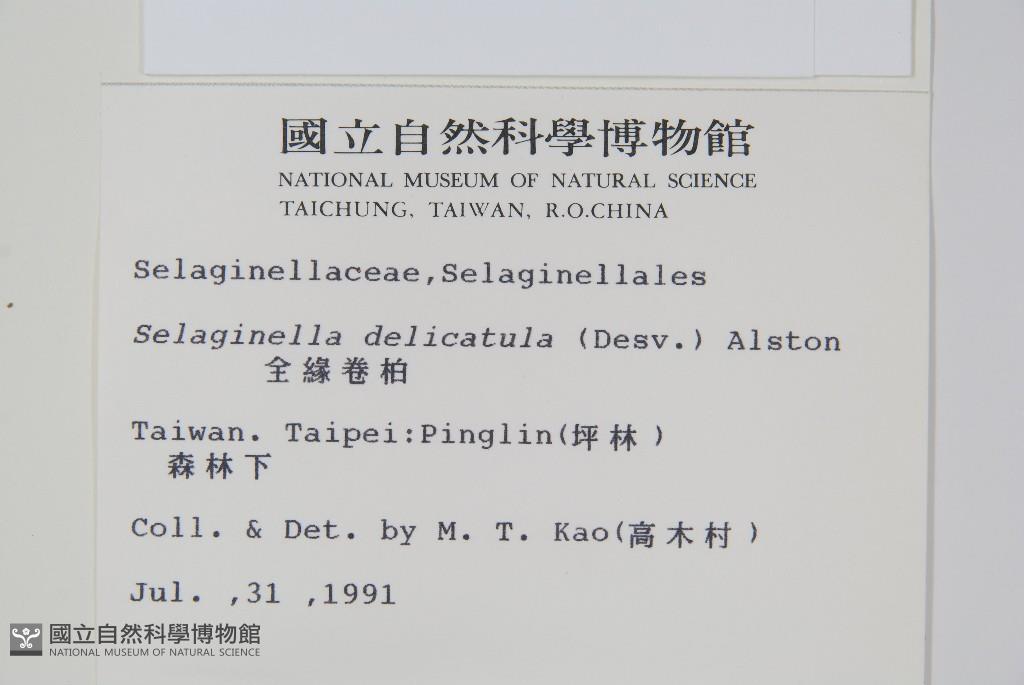 國立自然科學博物館
NATIONAL MUSEUM OF NATURAL SCIENCE
TAICHUNG, TAIWAN, R.O.CHINA
Selaginellaceae,Selaginellales
Selaginella delicatula (Desv.) Alston
全緣卷柏
Taiwan. Taipei:Pinglin(坪林)
森林下
Coll. & Det. by M. T. Kao(高木村)
Jul. ,31 ,1991
國立自然科學博物館
NATIONAL MUSEUM OF NATURAL SCIENCE